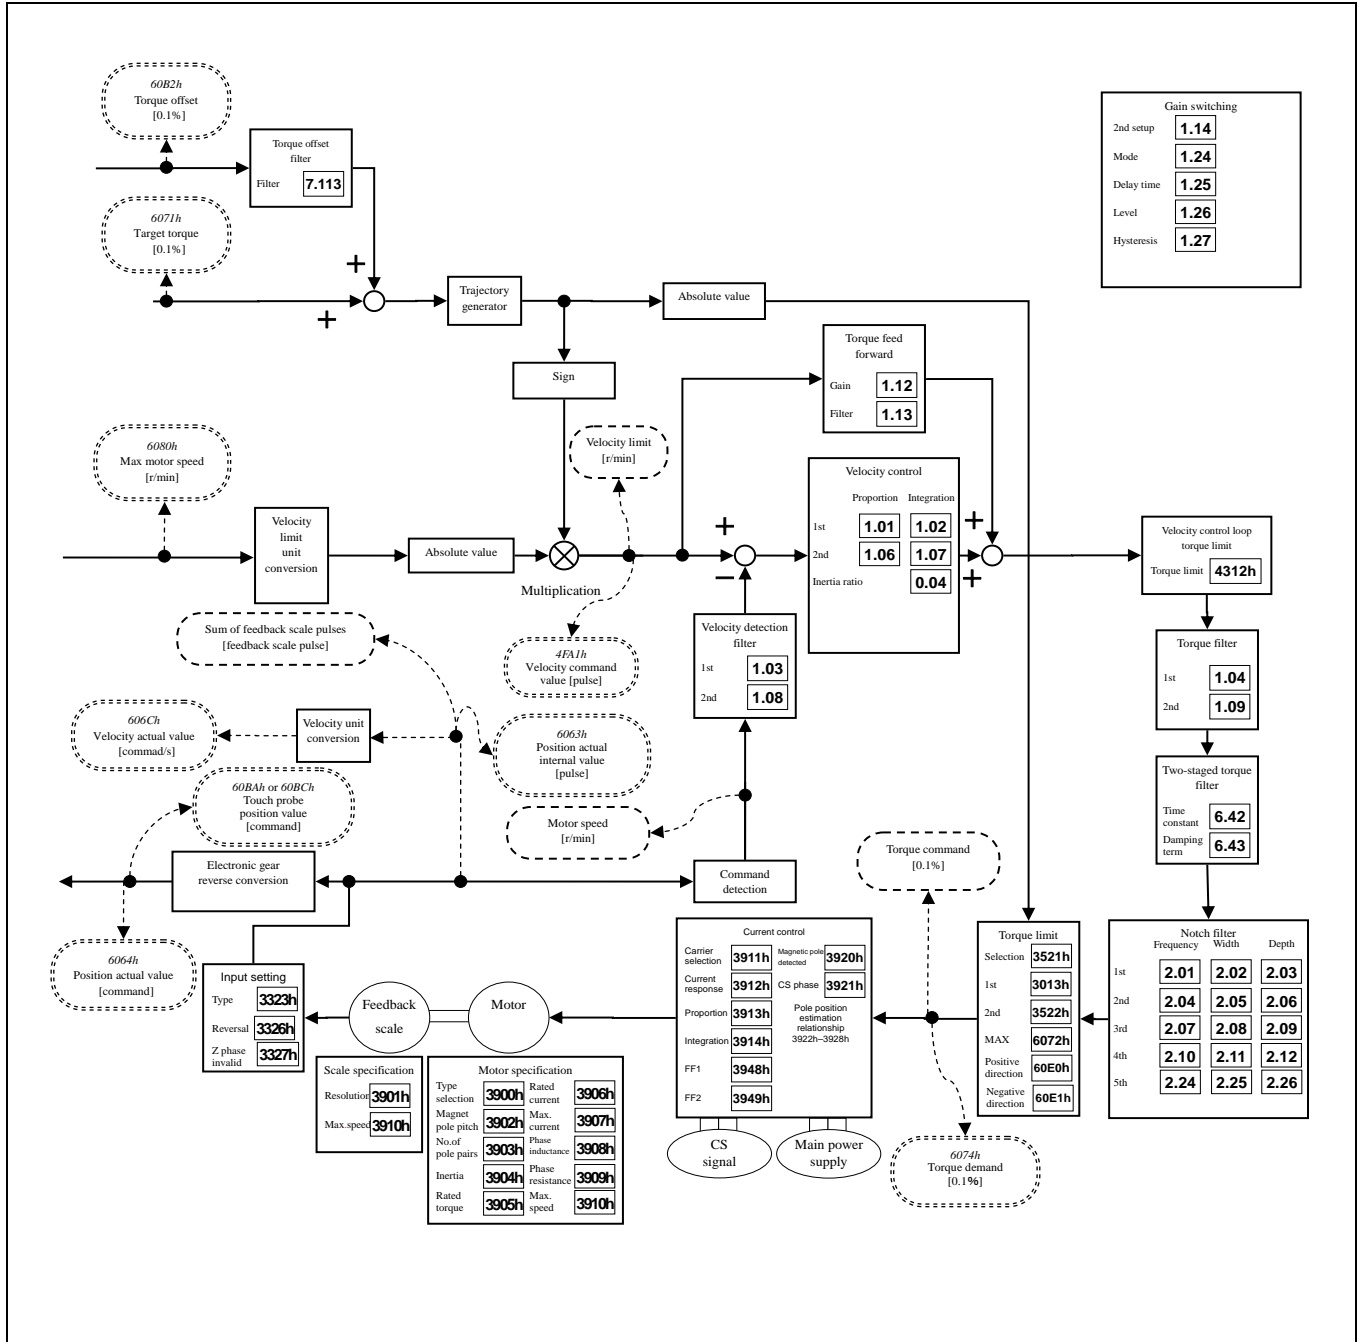 60B2h
Torque offset
[0.1%]
Torque offset
filter
Filter 7.113
6071h
Target torque
[0.1%]
+
+
Trajectory
generator
Absolute value
Sign
Gain switching
2nd setup 1.14
Mode 1.24
Delay time 1.25
Level 1.26
Hysteresis 1.27
Torque feed
forward
Gain 1.12
Filter 1.13
6080h
Max motor speed
[r/min]
Velocity
limit
unit
conversion
Absolute value
Multiplication
Velocity limit
[r/min]
+
−
Velocity control
Proportion Integration
1st 1.01 1.02
2nd 1.06 1.07
Inertia ratio 0.04
+
+
Velocity control loop
torque limit
Torque limit 4312h
Sum of feedback scale pulses
[feedback scale pulse]
4FA1h
Velocity command
value [pulse]
Velocity detection
filter
1st 1.03
2nd 1.08
Torque filter
1st 1.04
2nd 1.09
606Ch
Velocity actual value
[commad/s]
Velocity unit
conversion
6063h
Position actual
internal value
[pulse]
Two-staged torque
filter
Time
constant 6.42
Damping
term 6.43
60BAh or 60BCh
Touch probe
position value
[command]
Motor speed
[r/min]
Torque command
[0.1%]
Electronic gear
reverse conversion
Command
detection
6064h
Position actual value
[command]
Input setting
Type 3323h
Reversal 3326h
Z phase
invalid 3327h
Feedback
scale
Motor
Current control
Carrier
selection 3911h
Current
response 3912h
Proportion 3913h
Integration 3914h
FF1 3948h
FF2 3949h
Magnetic pole
detected 3920h
CS phase 3921h
Pole position
estimation
relationship
3922h–3928h
Torque limit
Selection 3521h
1st 3013h
2nd 3522h
MAX 6072h
Positive
direction 60E0h
Negative
direction 60E1h
Notch filter
Frequency Width Depth
1st 2.01 2.02 2.03
2nd 2.04 2.05 2.06
3rd 2.07 2.08 2.09
4th 2.10 2.11 2.12
5th 2.24 2.25 2.26
Scale specification
Resolution 3901h
Max.speed 3910h
Motor specification
Type
selection 3900h
Rated
current 3906h
Magnet
pole pitch 3902h
Max.
current 3907h
No.of
pole pairs 3903h
Phase
inductance 3908h
Inertia 3904h
Phase
resistance 3909h
Rated
torque 3905h
Max.
speed 3910h
CS
signal
Main power
supply
6074h
Torque demand
[0.1%]